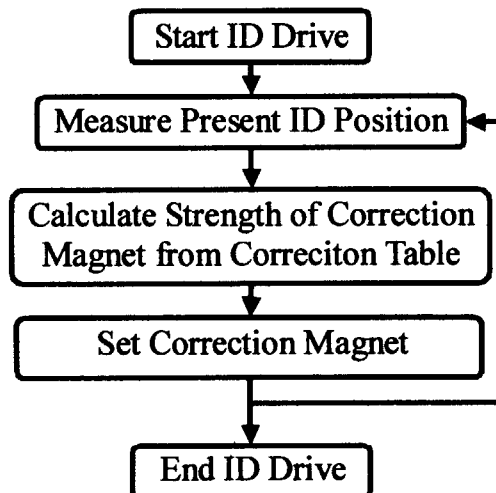 Start ID Drive
Measure Present ID Position
Calculate Strength of Correction
Magnet from Correciton Table
Set Correction Magnet
End ID Drive